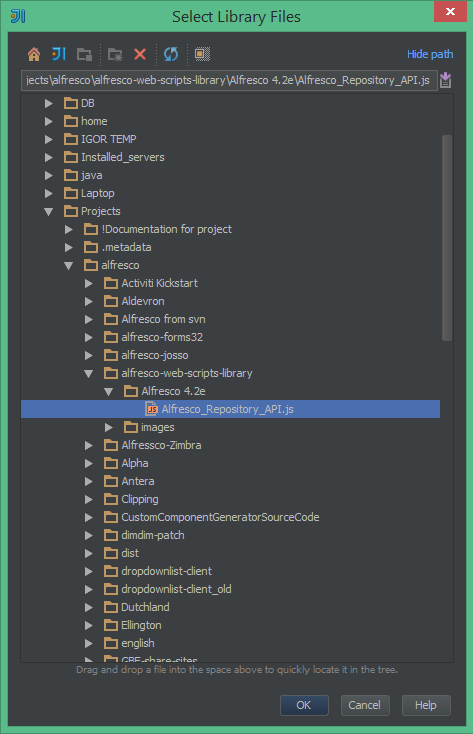 Select Library Files
Hide path
jects\alfresco\alfresco-web-scripts-library\Alfresco 4.2e\Alfresco_Repository_API.js
DB
home
IGOR TEMP
Installed_servers
java
Laptop
Projects
!Documentation for project
.metadata
alfresco
Activiti Kickstart
Aldevron
Alfresco from svn
alfresco-forms32
alfresco-josso
alfresco-web-scripts-library
Alfresco 4.2e
JS Alfresco_Repository_API.js
images
Alfressco-Zimbra
Alpha
Antera
Clipping
CustomComponentGeneratorSourceCode
dimdim-patch
dist
dropdownlist-client
dropdownlist-client_old
Dutchland
Ellington
english
GBF-share-sites
Drag and drop a file into the space above to quickly locate it in the tree.
OK Cancel Help